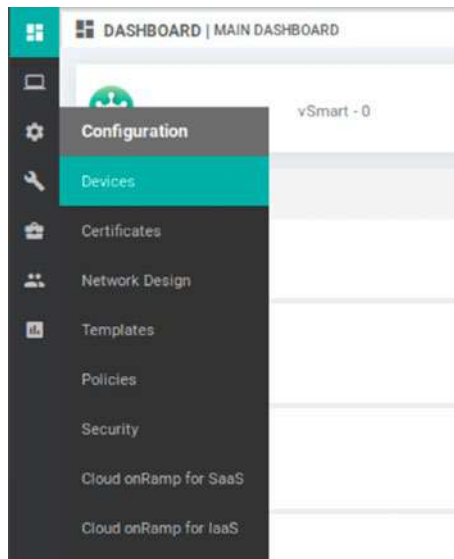 DASHBOARD | MAIN DASHBOARD
vSmart - 0
Configuration
Devices
Certificates
Network Design
Templates
Policies
Security
Cloud onRamp for SaaS
Cloud onRamp for IaaS